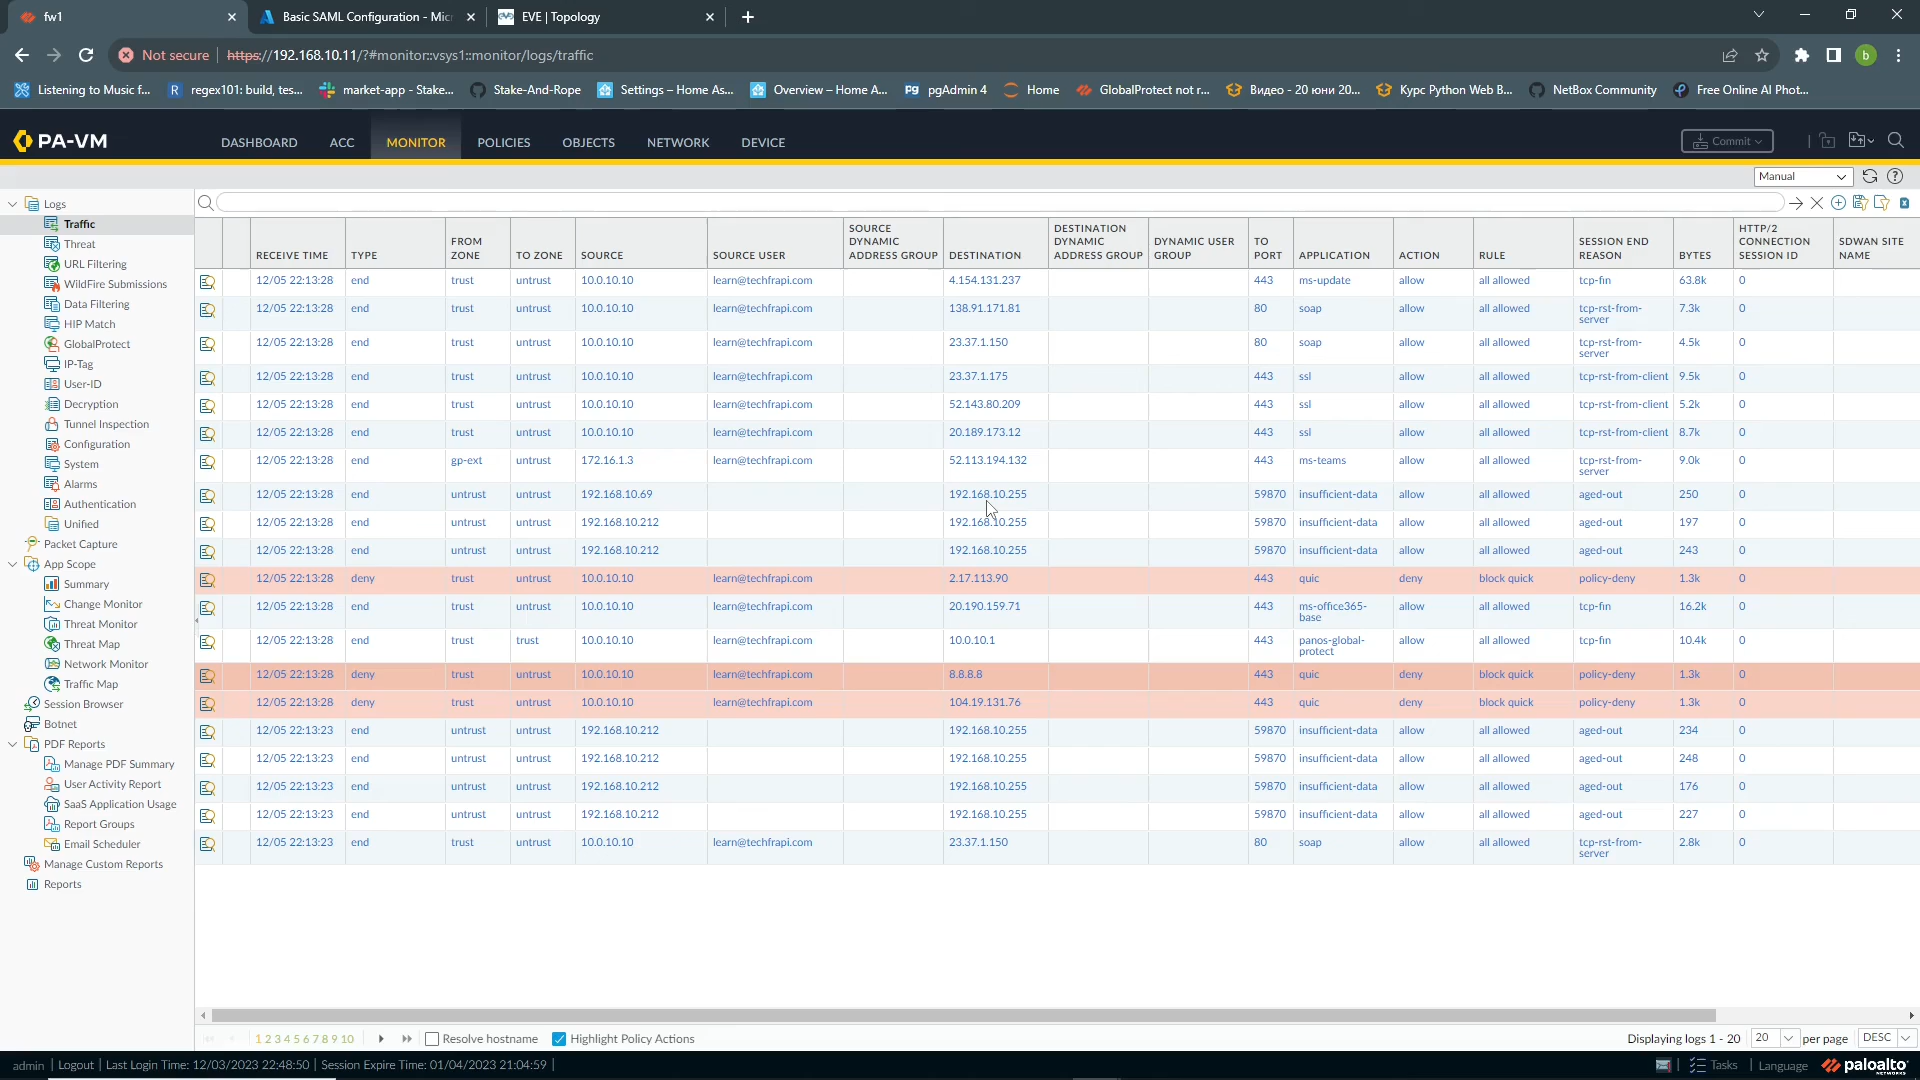 fw1
Basic SAML Configuration - Mic
EVE | Topology
Not secure
https://192.168.10.11/?#monitor::vsys1::monitor/logs/traffic
b
Listening to Music f...
regex101: build, tes...
market-app - Stake...
Stake-And-Rope
Settings – Home As...
Overview – Home A...
pgAdmin 4
Home
GlobalProtect not r...
Видео - 20 юни 20...
Курс Python Web B...
NetBox Community
Free Online AI Phot...
PA-VM
DASHBOARD ACC MONITOR POLICIES OBJECTS NETWORK DEVICE
Commit
Manual
Logs
Traffic
Threat
URL Filtering
WildFire Submissions
Data Filtering
HIP Match
GlobalProtect
IP-Tag
User-ID
Decryption
Tunnel Inspection
Configuration
System
Alarms
Authentication
Unified
Packet Capture
App Scope
Summary
Change Monitor
Threat Monitor
Threat Map
Network Monitor
Traffic Map
Session Browser
Botnet
PDF Reports
Manage PDF Summary
User Activity Report
SaaS Application Usage
Report Groups
Email Scheduler
Manage Custom Reports
Reports
RECEIVE TIME
TYPE
FROM ZONE
TO ZONE
SOURCE
SOURCE USER
SOURCE DYNAMIC ADDRESS GROUP
DESTINATION
DESTINATION DYNAMIC ADDRESS GROUP
DYNAMIC USER GROUP
TO PORT
APPLICATION
ACTION
RULE
SESSION END REASON
BYTES
HTTP/2 CONNECTION SESSION ID
SDWAN SITE NAME
12/05 22:13:28 end trust untrust 10.0.10.10 learn@techfrapi.com 4.154.131.237 443 ms-update allow all allowed tcp-fin 63.8k 0
12/05 22:13:28 end trust untrust 10.0.10.10 learn@techfrapi.com 138.91.171.81 80 soap allow all allowed tcp-rst-from-server 7.3k 0
12/05 22:13:28 end trust untrust 10.0.10.10 learn@techfrapi.com 23.37.1.150 80 soap allow all allowed tcp-rst-from-server 4.5k 0
12/05 22:13:28 end trust untrust 10.0.10.10 learn@techfrapi.com 23.37.1.175 443 ssl allow all allowed tcp-rst-from-client 9.5k 0
12/05 22:13:28 end trust untrust 10.0.10.10 learn@techfrapi.com 52.143.80.209 443 ssl allow all allowed tcp-rst-from-client 5.2k 0
12/05 22:13:28 end trust untrust 10.0.10.10 learn@techfrapi.com 20.189.173.12 443 ssl allow all allowed tcp-rst-from-client 8.7k 0
12/05 22:13:28 end gp-ext untrust 172.16.1.3 learn@techfrapi.com 52.113.194.132 443 ms-teams allow all allowed tcp-rst-from-server 9.0k 0
12/05 22:13:28 end untrust untrust 192.168.10.69 192.168.10.255 59870 insufficient-data allow all allowed aged-out 250 0
12/05 22:13:28 end untrust untrust 192.168.10.212 192.168.10.255 59870 insufficient-data allow all allowed aged-out 197 0
12/05 22:13:28 end untrust untrust 192.168.10.212 192.168.10.255 59870 insufficient-data allow all allowed aged-out 243 0
12/05 22:13:28 deny trust untrust 10.0.10.10 learn@techfrapi.com 2.17.113.90 443 quic deny block quick policy-deny 1.3k 0
12/05 22:13:28 end trust untrust 10.0.10.10 learn@techfrapi.com 20.190.159.71 443 ms-office365-base allow all allowed tcp-fin 16.2k 0
12/05 22:13:28 end trust trust 10.0.10.10 learn@techfrapi.com 10.0.10.1 443 panos-global-protect allow all allowed tcp-fin 10.4k 0
12/05 22:13:28 deny trust untrust 10.0.10.10 learn@techfrapi.com 8.8.8.8 443 quic deny block quick policy-deny 1.3k 0
12/05 22:13:28 deny trust untrust 10.0.10.10 learn@techfrapi.com 104.19.131.76 443 quic deny block quick policy-deny 1.3k 0
12/05 22:13:23 end untrust untrust 192.168.10.212 192.168.10.255 59870 insufficient-data allow all allowed aged-out 234 0
12/05 22:13:23 end untrust untrust 192.168.10.212 192.168.10.255 59870 insufficient-data allow all allowed aged-out 248 0
12/05 22:13:23 end untrust untrust 192.168.10.212 192.168.10.255 59870 insufficient-data allow all allowed aged-out 176 0
12/05 22:13:23 end untrust untrust 192.168.10.212 192.168.10.255 59870 insufficient-data allow all allowed aged-out 227 0
12/05 22:13:23 end trust untrust 10.0.10.10 learn@techfrapi.com 23.37.1.150 80 soap allow all allowed tcp-rst-from-server 2.8k 0
1 2 3 4 5 6 7 8 9 10 Resolve hostname Highlight Policy Actions Displaying logs 1 - 20 20 per page DESC
admin | Logout | Last Login Time: 12/03/2023 22:48:50 | Session Expire Time: 01/04/2023 21:04:59 | Tasks | Language paloalto NETWORKS